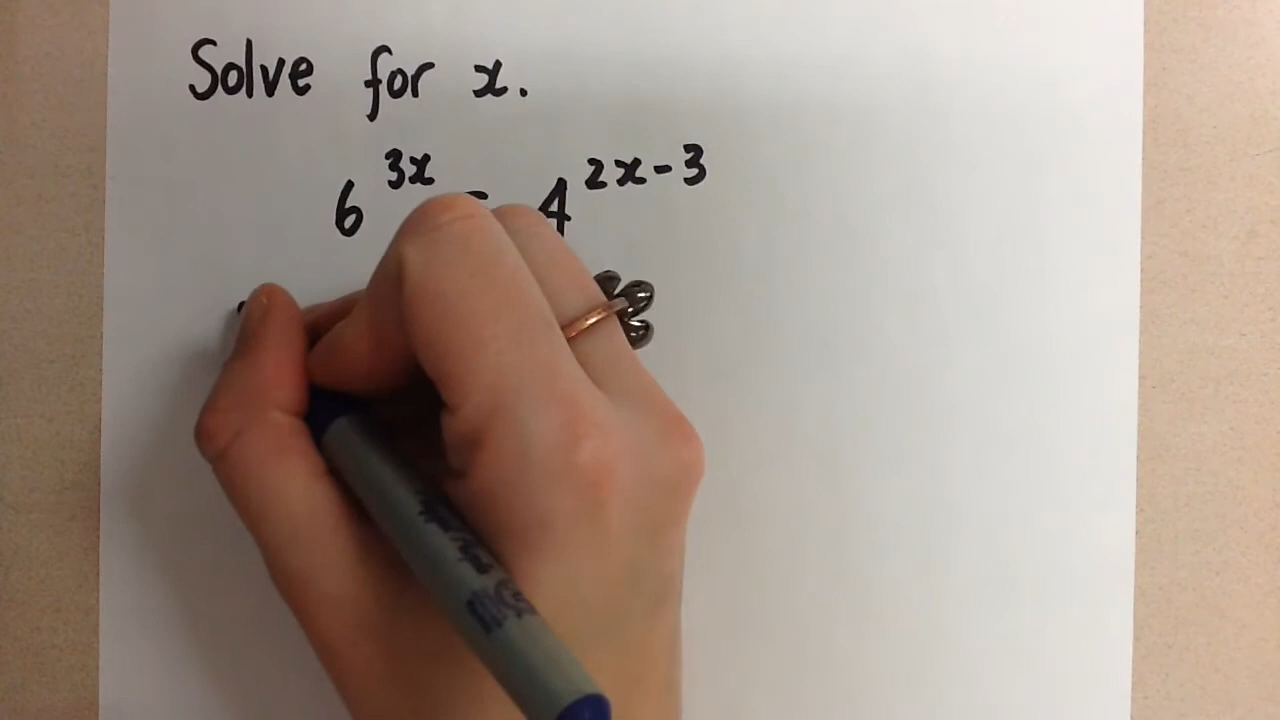 Solve for x.
6^{3x} = 4^{2x-3}